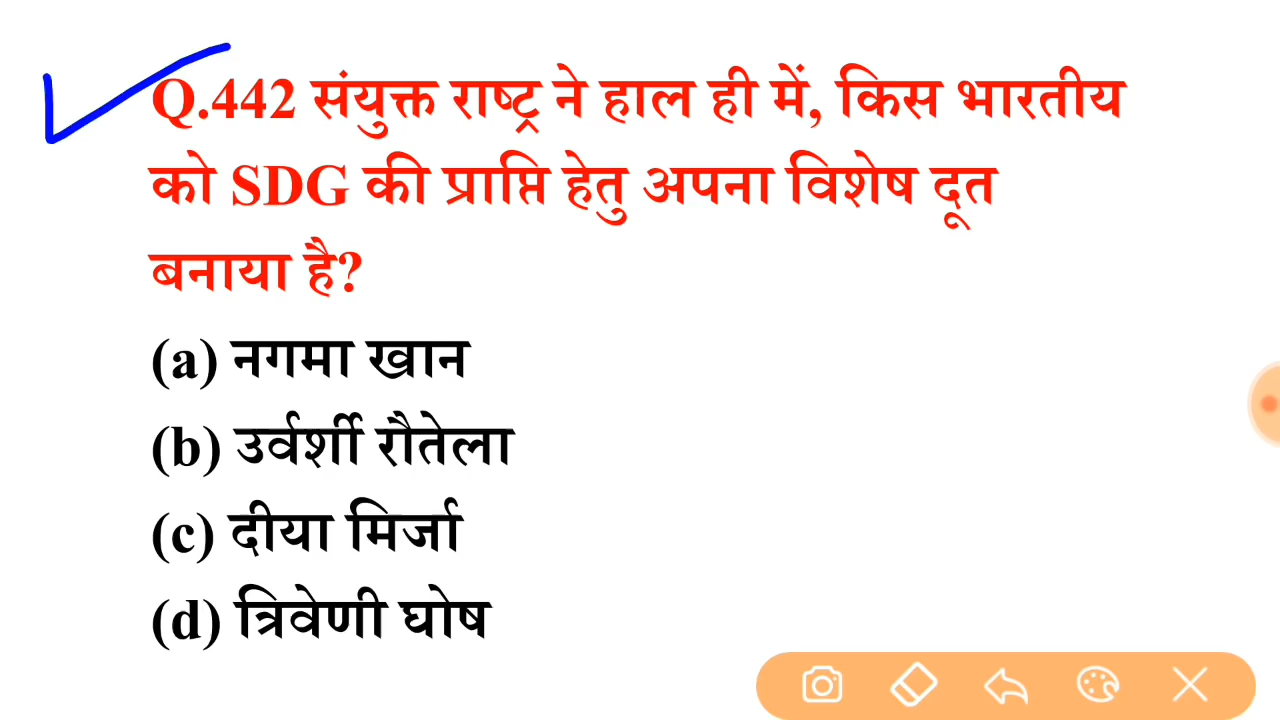 Q.442 संयुक्त राष्ट्र ने हाल ही में, किस भारतीय
को SDG की प्राप्ति हेतु अपना विशेष दूत
बनाया है?
(a) नगमा खान
(b) उर्वर्शी रौतेला
(c) दीया मिर्जा
(d) त्रिवेणी घोष